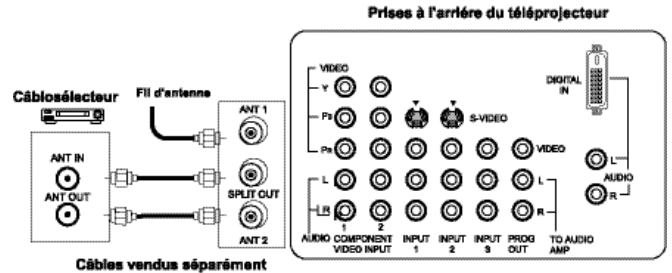 Prises à l'arriére du téléprojecteur
VIDEO
Y
DIGITAL
IN
Câblosélecteur
Fil d'antenne
ANT 1
PB
S-VIDEO
ANT IN
PR
VIDEO
L
ANT OUT
SPLIT OUT
L
L
AUDIO
R
R
R
ANT 2
1
2
AUDIO
COMPONENT
VIDEO INPUT
INPUT
1
INPUT
2
INPUT
3
PROG
OUT
TO AUDIO
AMP
Câbles vendus séparément